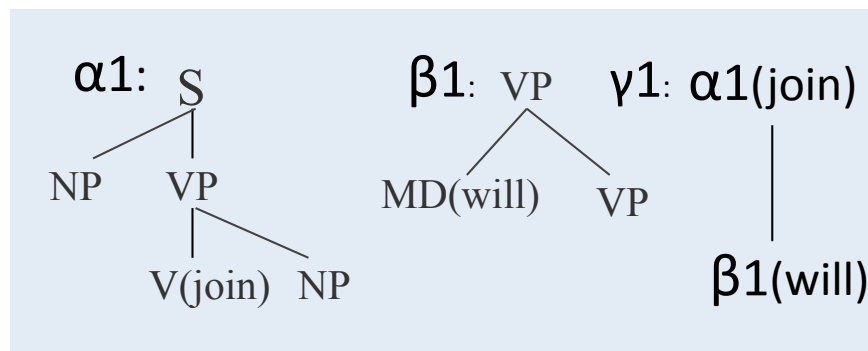 α1: S
NP VP
V(join) NP
β1: VP
MD(will) VP
γ1: α1(join)
β1(will)